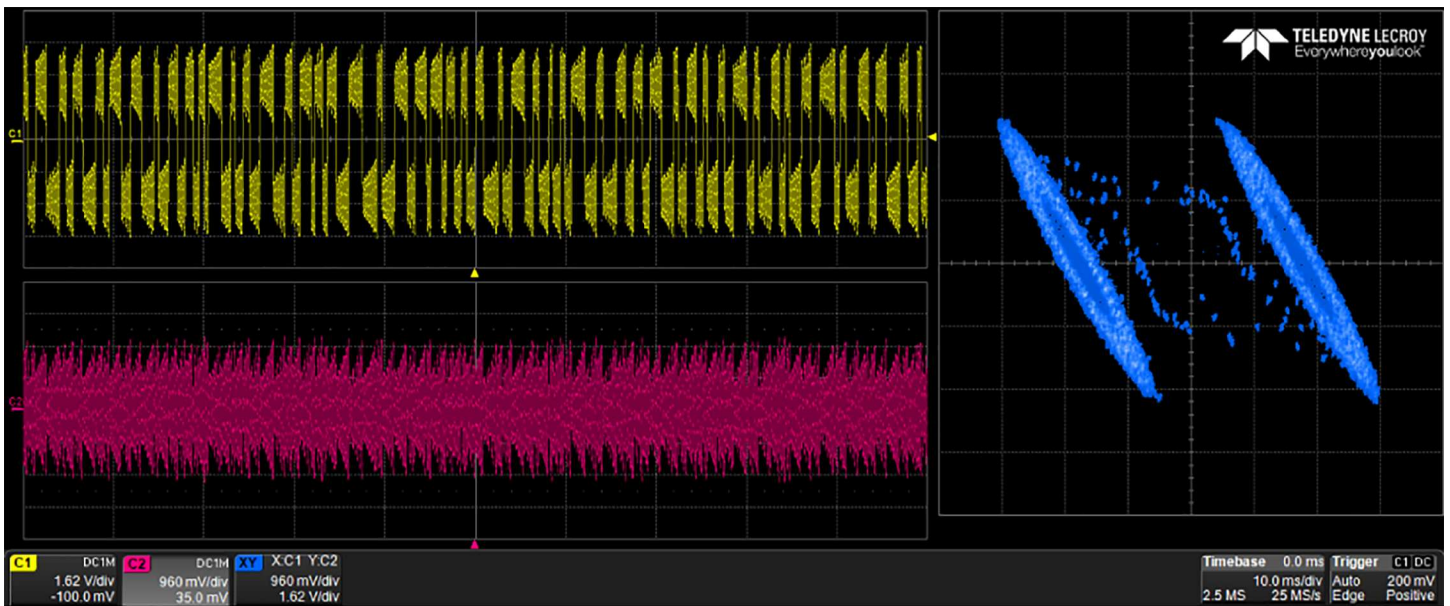 TELEDYNE LECROY
Everywhereyoulook™
C1
C2
C1 DC1M
1.62 V/div
-100.0 mV
C2 DC1M
960 mV/div
35.0 mV
XY X:C1 Y:C2
960 mV/div
1.62 V/div
Timebase 0.0 ms
10.0 ms/div
2.5 MS 25 MS/s
Trigger C1 DC
Auto 200 mV
Edge Positive